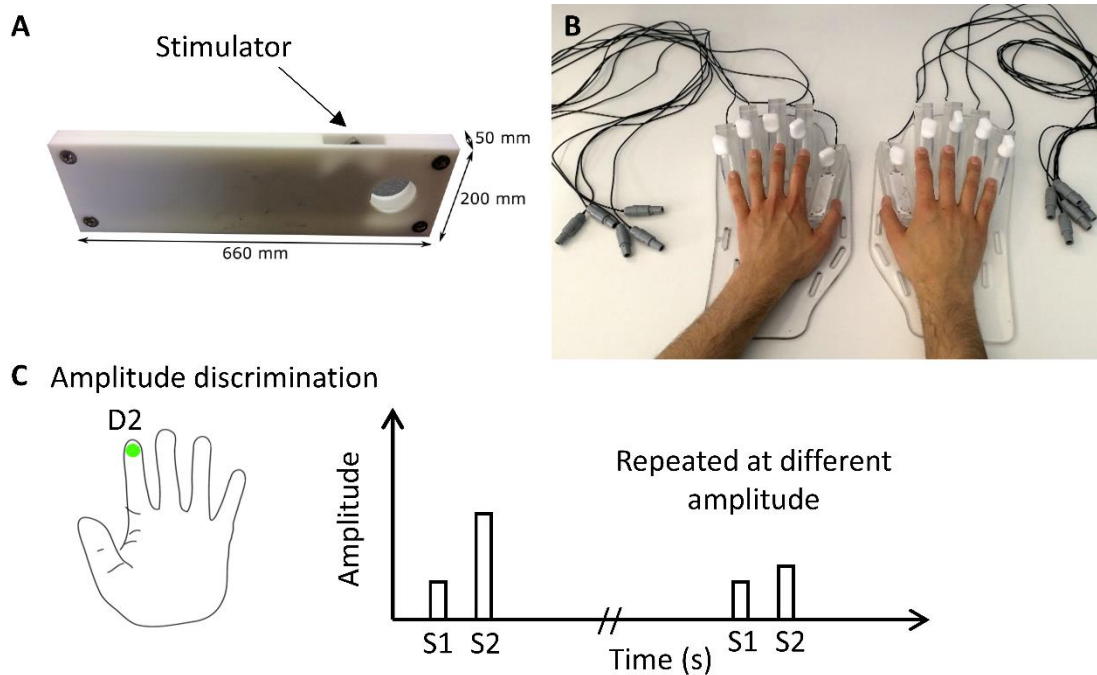 A
Stimulator
50 mm
200 mm
660 mm
B
C Amplitude discrimination
D2
Amplitude
Repeated at different
amplitude
S1 S2 S1 S2
Time (s)